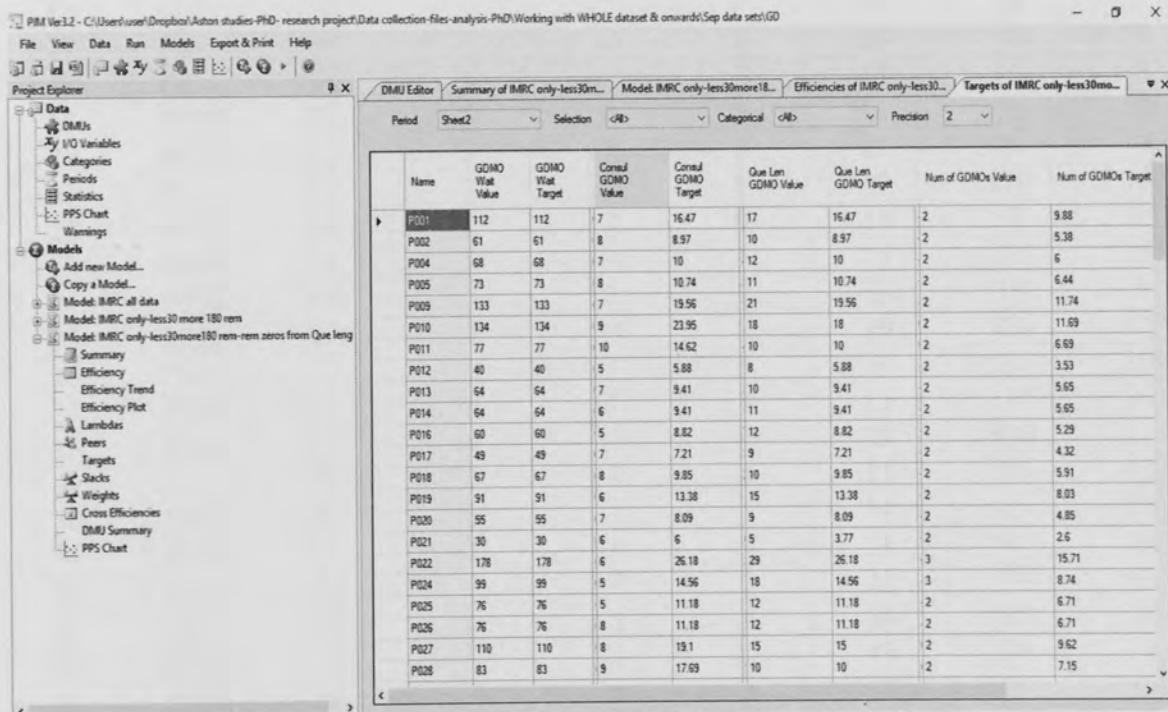 PIM Ver3.2 - C:\Users\user\Dropbox\Aston studies-PhD- research project\Data collection-files-analysis-PhD\Working with WHOLE dataset & onwards\Sep data sets\GD
File View Data Run Models Export & Print Help
Project Explorer
DMU Editor Summary of IMRC only-less30m... Model: IMRC only-less30more18... Efficiencies of IMRC only-less30... Targets of IMRC only-less30mo...
Period Sheet2 Selection <All> Categorical <All> Precision 2
Data
DMUs
I/O Variables
Categories
Periods
Statistics
PPS Chart
Warnings
Models
Add new Model...
Copy a Model...
Model: IMRC all data
Model: IMRC only-less30 more 180 rem
Model: IMRC only-less30more180 rem-rem zeros from Que leng
Summary
Efficiency
Efficiency Trend
Efficiency Plot
Lambdas
Peers
Targets
Slacks
Weights
Cross Efficiencies
DMU Summary
PPS Chart
Name GDMO Wait Value GDMO Wait Target Consul GDMO Value Consul GDMO Target Que Len GDMO Value Que Len GDMO Target Num of GDMOs Value Num of GDMOs Target
P001 112 112 7 16.47 17 16.47 2 9.88
P002 61 61 8 8.97 10 8.97 2 5.38
P004 68 68 7 10 12 10 2 6
P005 73 73 8 10.74 11 10.74 2 6.44
P009 133 133 7 19.56 21 19.56 2 11.74
P010 134 134 9 23.95 18 18 2 11.69
P011 77 77 10 14.62 10 10 2 6.69
P012 40 40 5 5.88 8 5.88 2 3.53
P013 64 64 7 9.41 10 9.41 2 5.65
P014 64 64 6 9.41 11 9.41 2 5.65
P016 60 60 5 8.82 12 8.82 2 5.29
P017 49 49 7 7.21 9 7.21 2 4.32
P018 67 67 8 9.85 10 9.85 2 5.91
P019 91 91 6 13.38 15 13.38 2 8.03
P020 55 55 7 8.09 9 8.09 2 4.85
P021 30 30 6 6 5 3.77 2 2.6
P022 178 178 6 26.18 29 26.18 3 15.71
P024 99 99 5 14.56 18 14.56 3 8.74
P025 76 76 5 11.18 12 11.18 2 6.71
P026 76 76 8 11.18 12 11.18 2 6.71
P027 110 110 8 19.1 15 15 2 9.62
P028 83 83 9 17.69 10 10 2 7.15